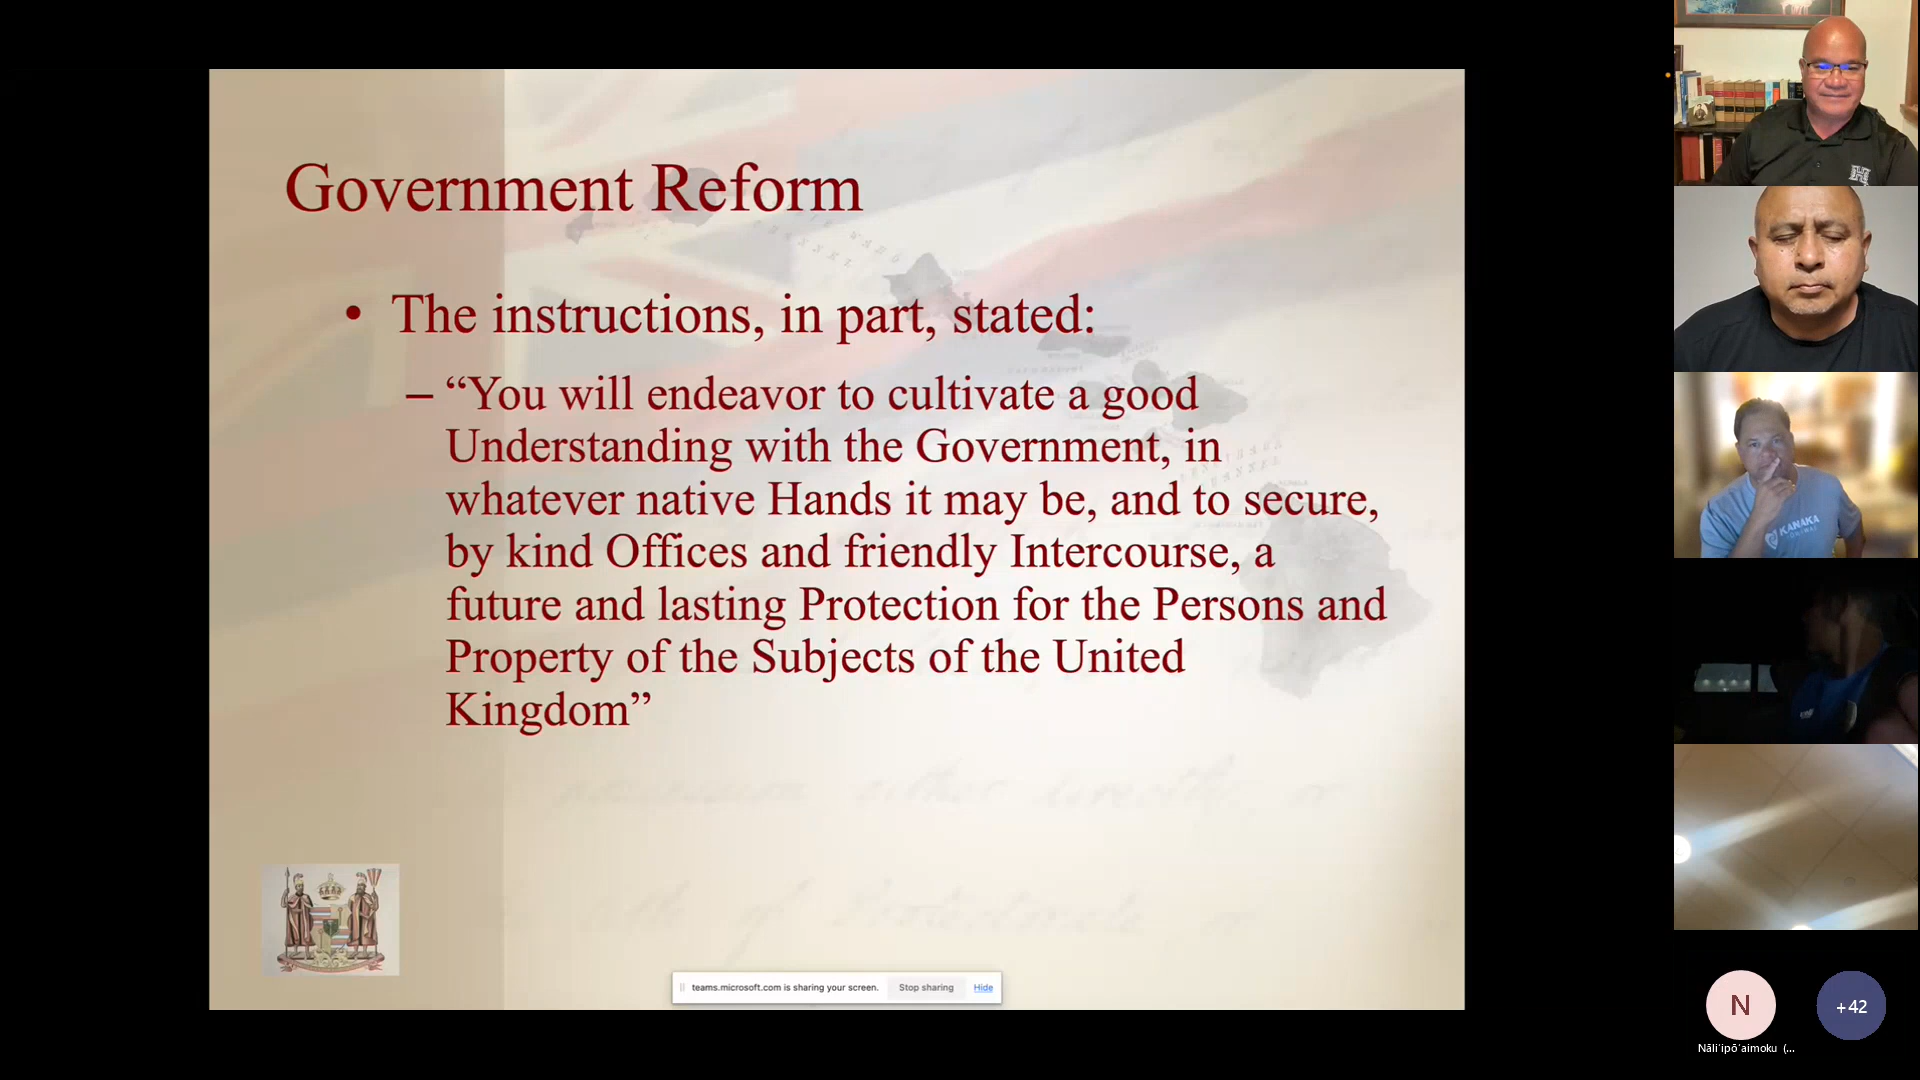 Government Reform
• The instructions, in part, stated:
– “You will endeavor to cultivate a good
Understanding with the Government, in
whatever native Hands it may be, and to secure,
by kind Offices and friendly Intercourse, a
future and lasting Protection for the Persons and
Property of the Subjects of the United
Kingdom”
teams.microsoft.com is sharing your screen. Stop sharing Hide
H
KANAKA
N
+42
Nāliʻipōʻaimoku (...